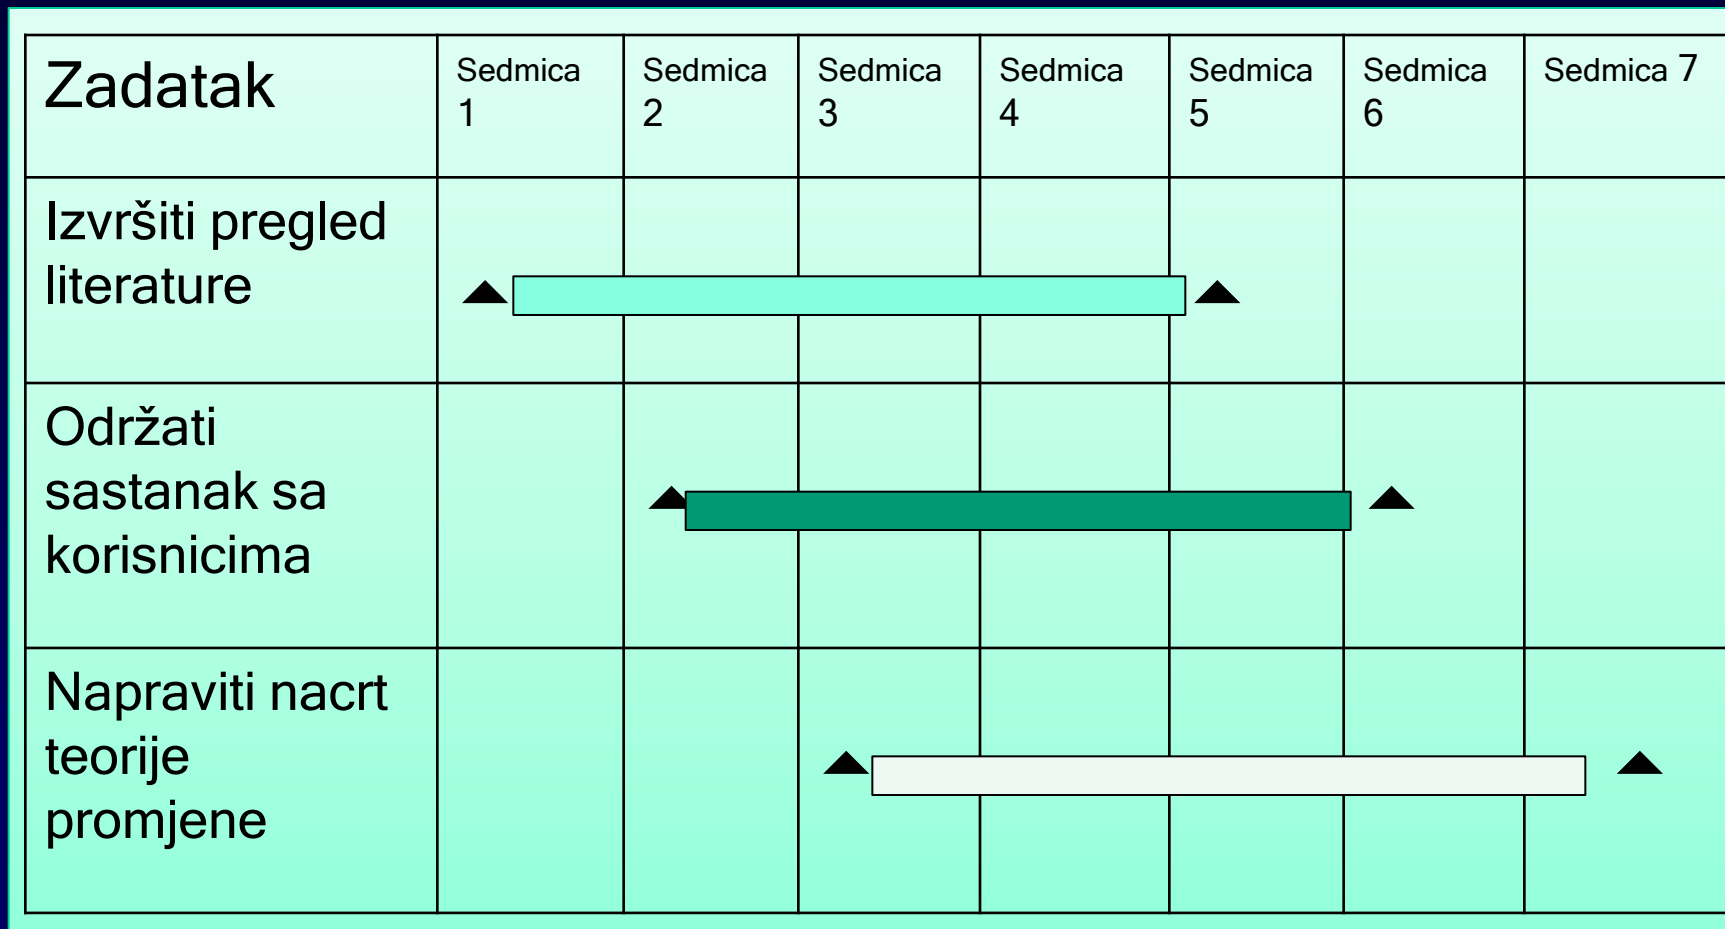 Zadatak
Sedmica
1
Sedmica
2
Sedmica
3
Sedmica
4
Sedmica
5
Sedmica
6
Sedmica 7
Izvršiti pregled
literature
Održati
sastanak sa
korisnicima
Napraviti nacrt
teorije
promjene